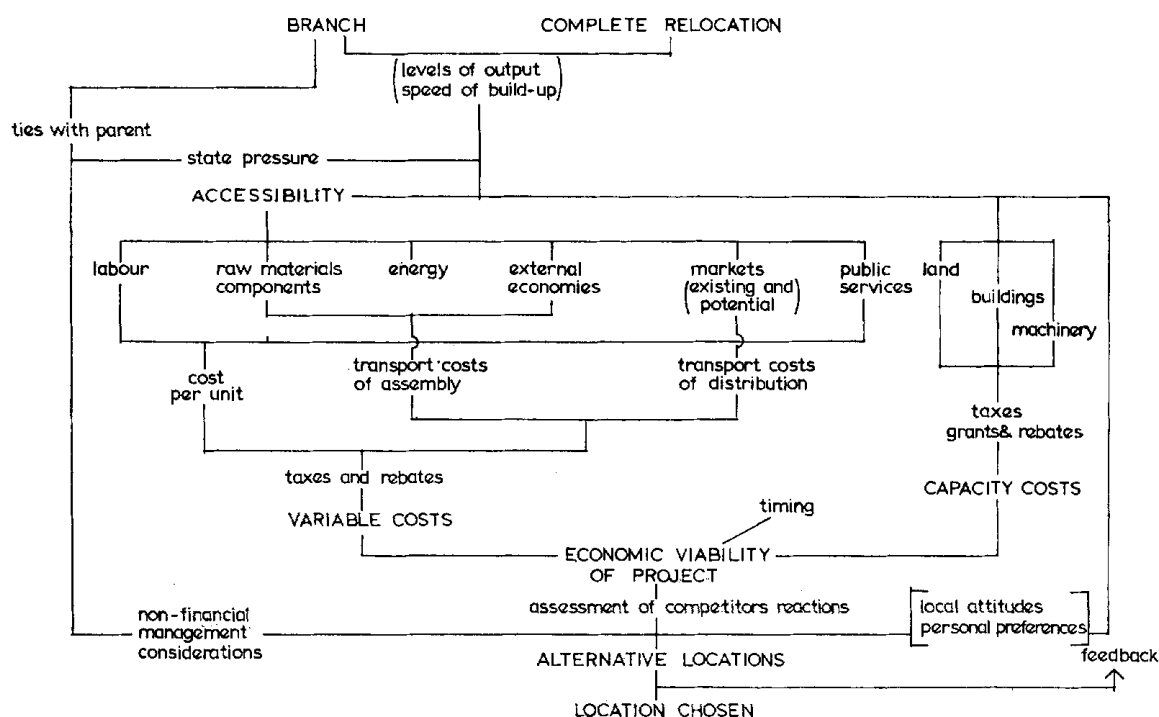 BRANCH
COMPLETE RELOCATION
(levels of output
speed of build-up)
ties with parent
state pressure
ACCESSIBILITY
labour
raw materials
components
energy
external
economies
markets
(existing and
potential)
public
services
land
buildings
machinery
cost
per unit
transport costs
of assembly
transport costs
of distribution
taxes
grants& rebates
taxes and rebates
CAPACITY COSTS
VARIABLE COSTS
timing
ECONOMIC VIABILITY
OF PROJECT
assessment of competitors reactions
non-financial
management
considerations
[local attitudes
personal preferences]
ALTERNATIVE LOCATIONS
feedback
LOCATION CHOSEN